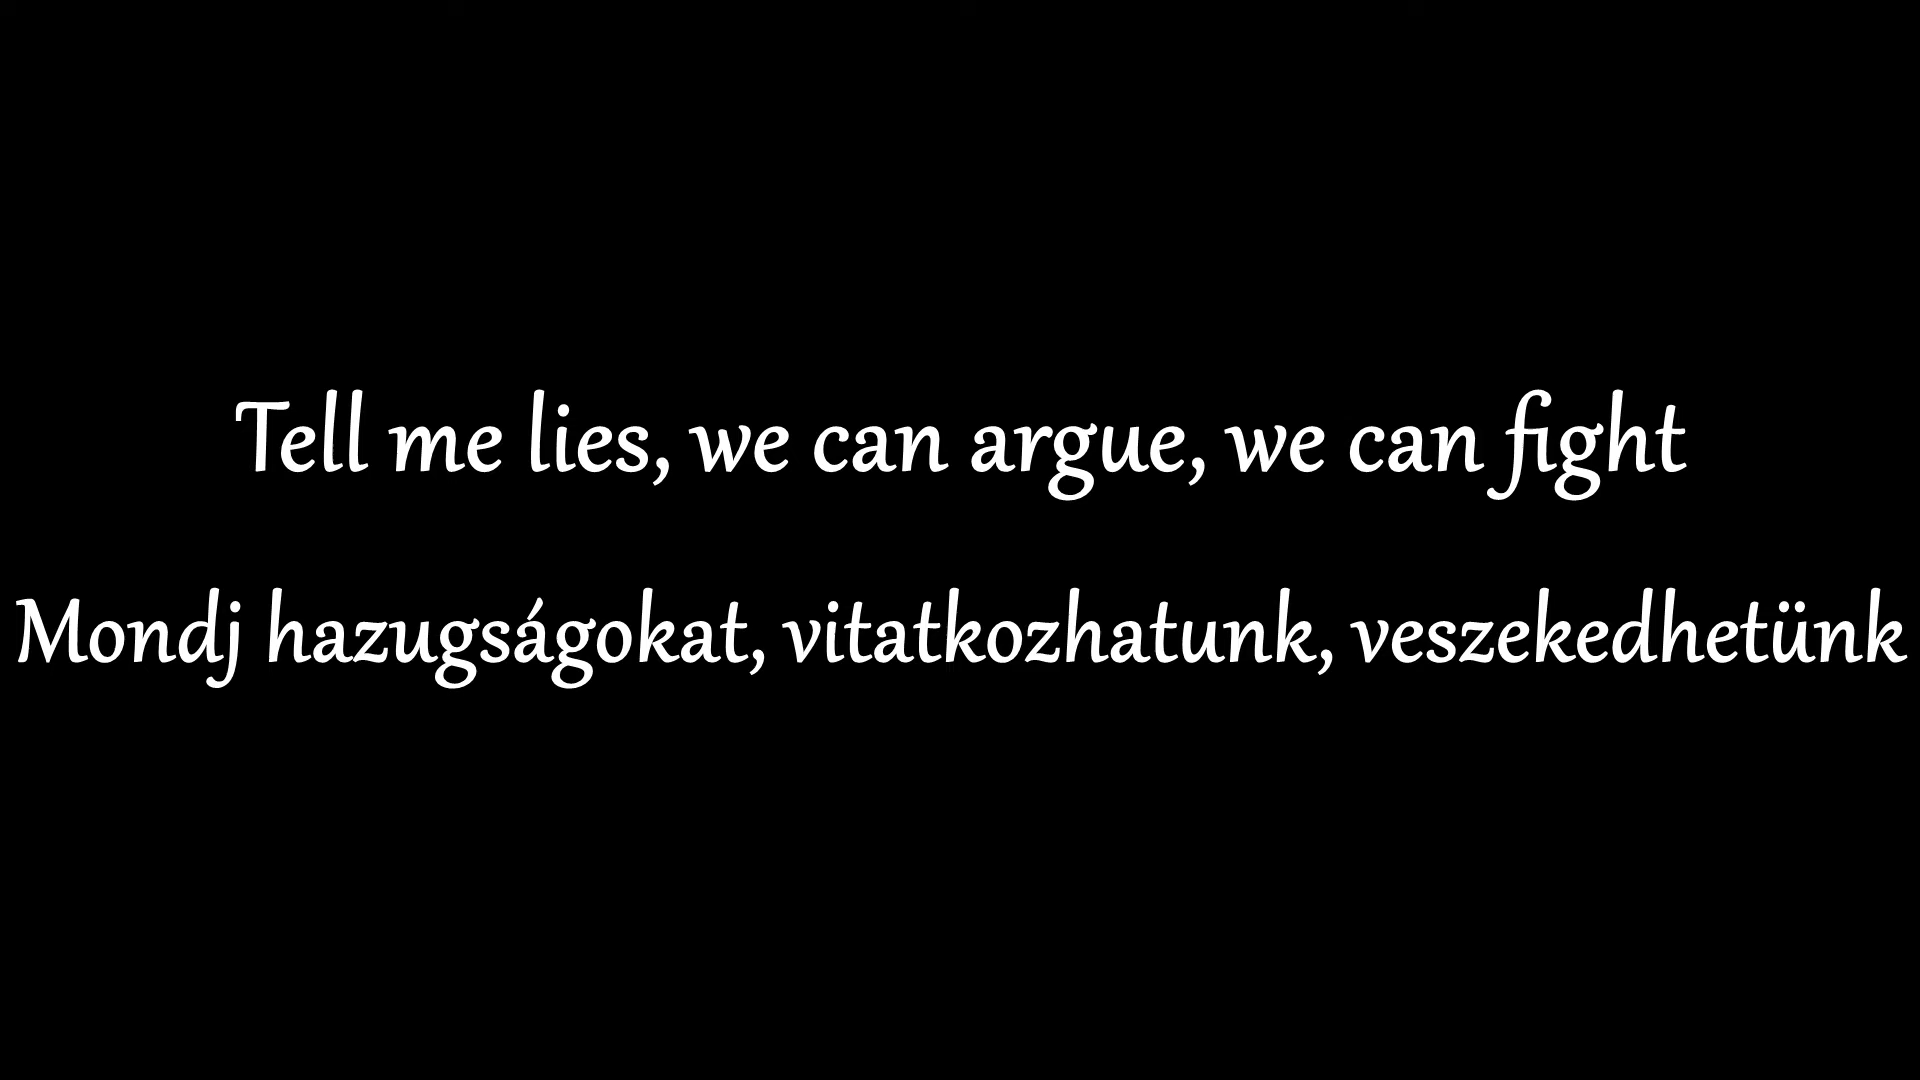 Tell me lies, we can argue, we can fight
Mondj hazugságokat, vitatkozhatunk, veszekedhetünk